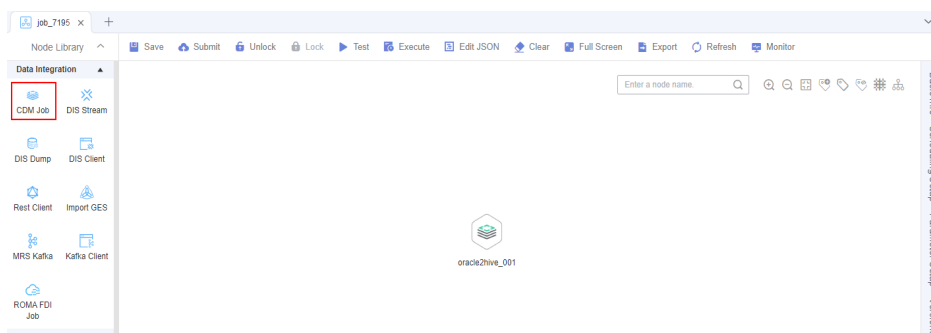 job_7195
Node Library
Save Submit Unlock Lock Test Execute Edit JSON Clear Full Screen Export Refresh Monitor
Data Integration
Enter a node name.
CDM Job DIS Stream
DIS Dump DIS Client
Rest Client Import GES
oracle2hive_001
MRS Kafka Kafka Client
ROMA FDI
Job